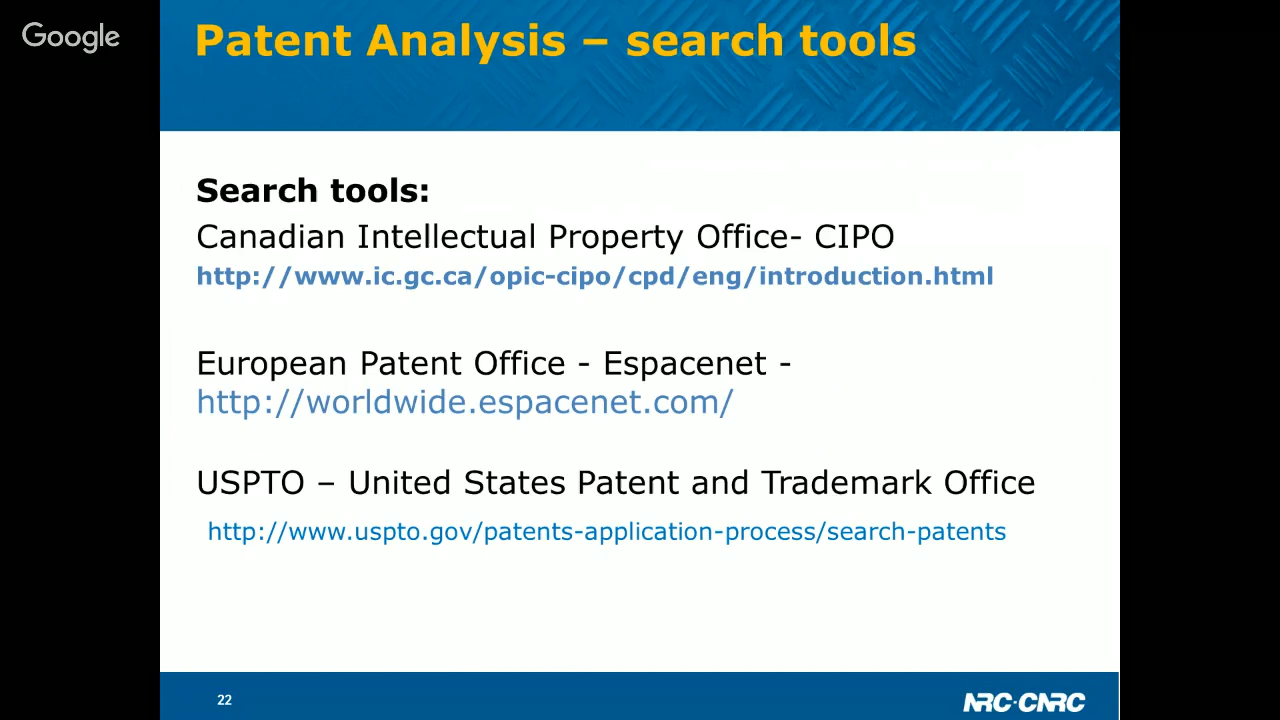 Google
Patent Analysis – search tools
Search tools:
Canadian Intellectual Property Office- CIPO
http://www.ic.gc.ca/opic-cipo/cpd/eng/introduction.html
European Patent Office - Espacenet -
http://worldwide.espacenet.com/
USPTO – United States Patent and Trademark Office
http://www.uspto.gov/patents-application-process/search-patents
22
NRC·CNRC